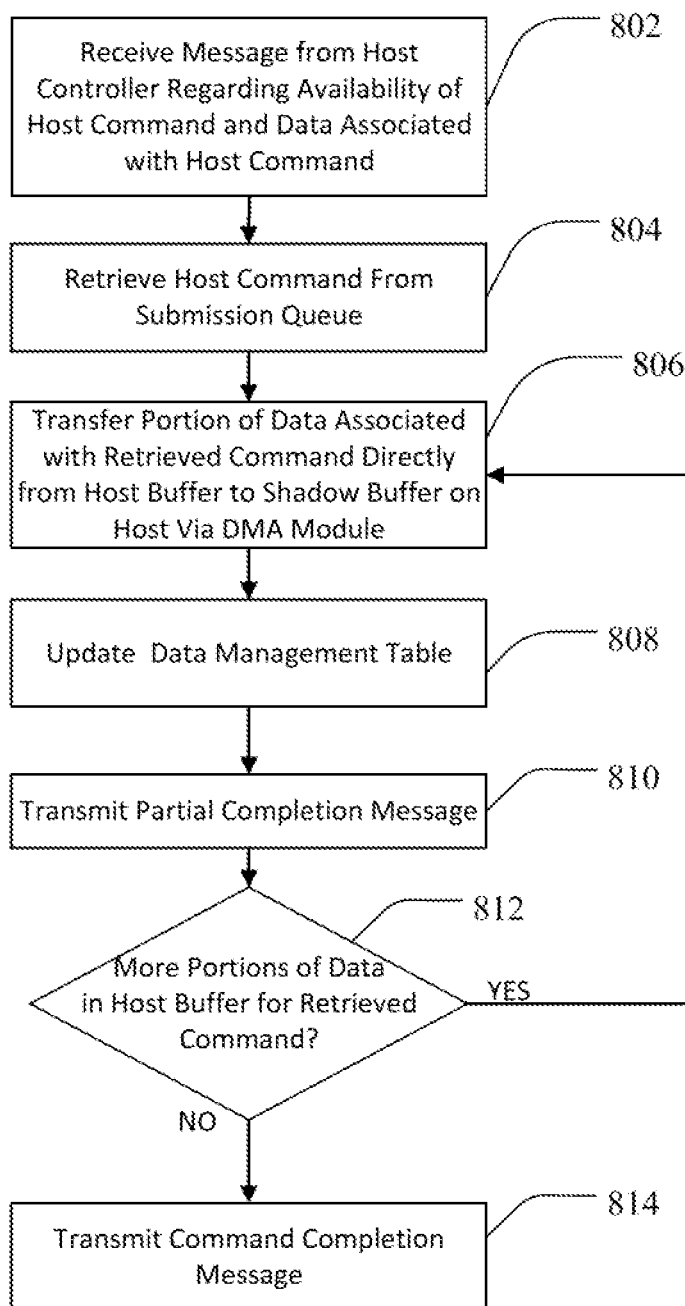 802
Receive Message from Host
Controller Regarding Availability of
Host Command and Data Associated
with Host Command
804
Retrieve Host Command From
Submission Queue
806
Transfer Portion of Data Associated
with Retrieved Command Directly
from Host Buffer to Shadow Buffer on
Host Via DMA Module
808
Update Data Management Table
810
Transmit Partial Completion Message
812
More Portions of Data
in Host Buffer for Retrieved
Command?
YES
NO
814
Transmit Command Completion
Message